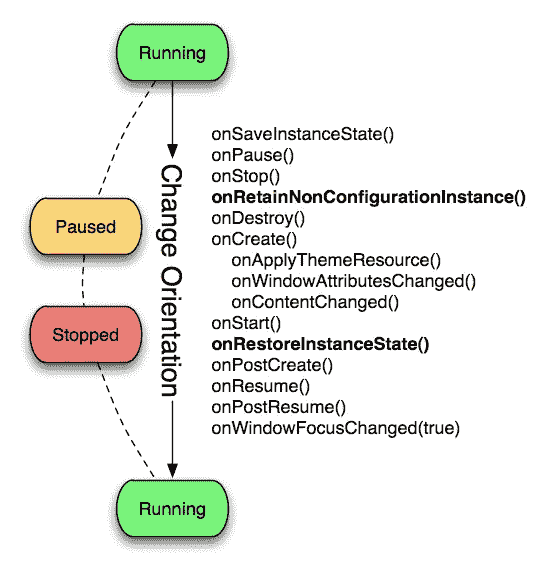 Running
onSaveInstanceState()
onPause()
onStop()
onRetainNonConfigurationInstance()
onDestroy()
onCreate()
onApplyThemeResource()
onWindowAttributesChanged()
onContentChanged()
onStart()
onRestoreInstanceState()
onPostCreate()
onResume()
onPostResume()
onWindowFocusChanged(true)
Change Orientation
Paused
Stopped
Running